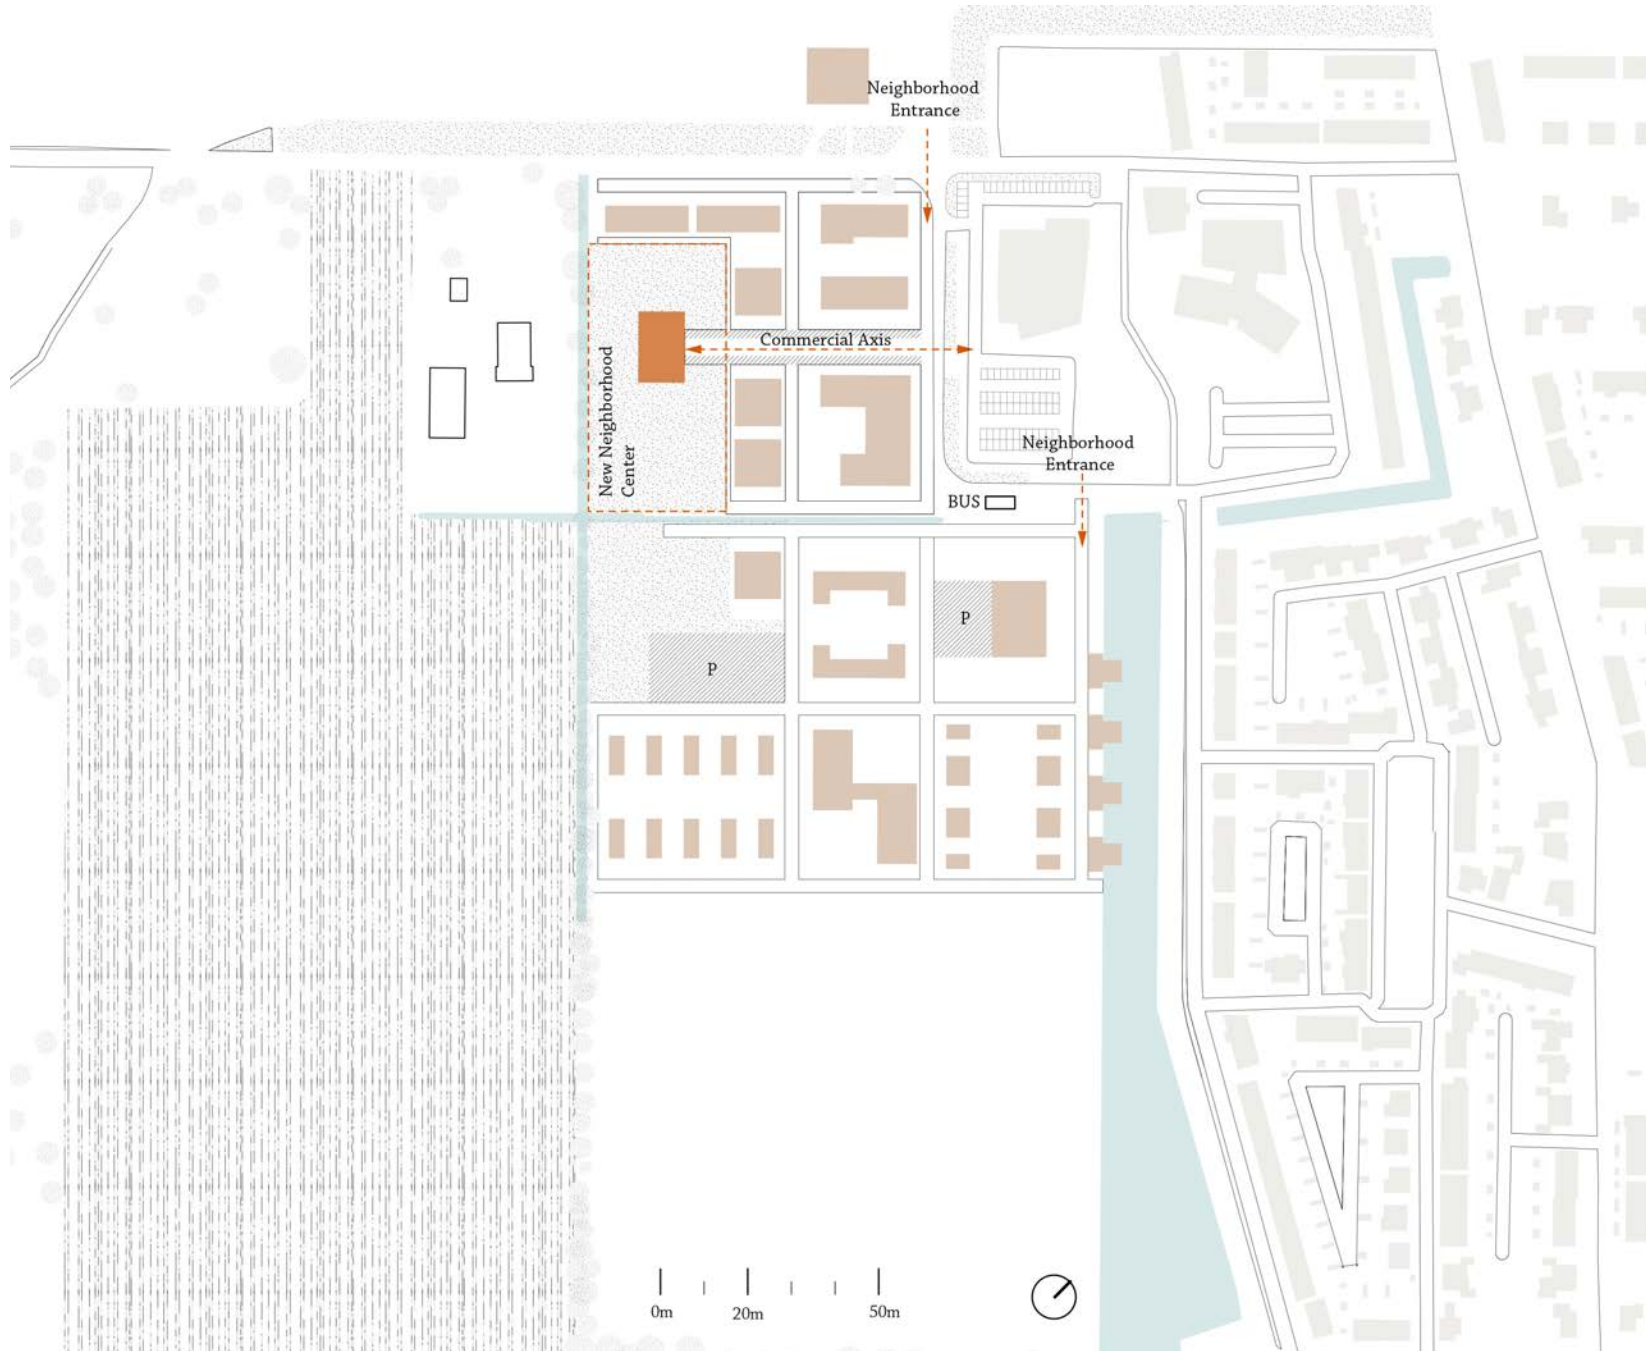 Neighborhood
Entrance
Commercial Axis
New Neighborhood
Center
Neighborhood
Entrance
BUS
P
P
0m
20m
50m